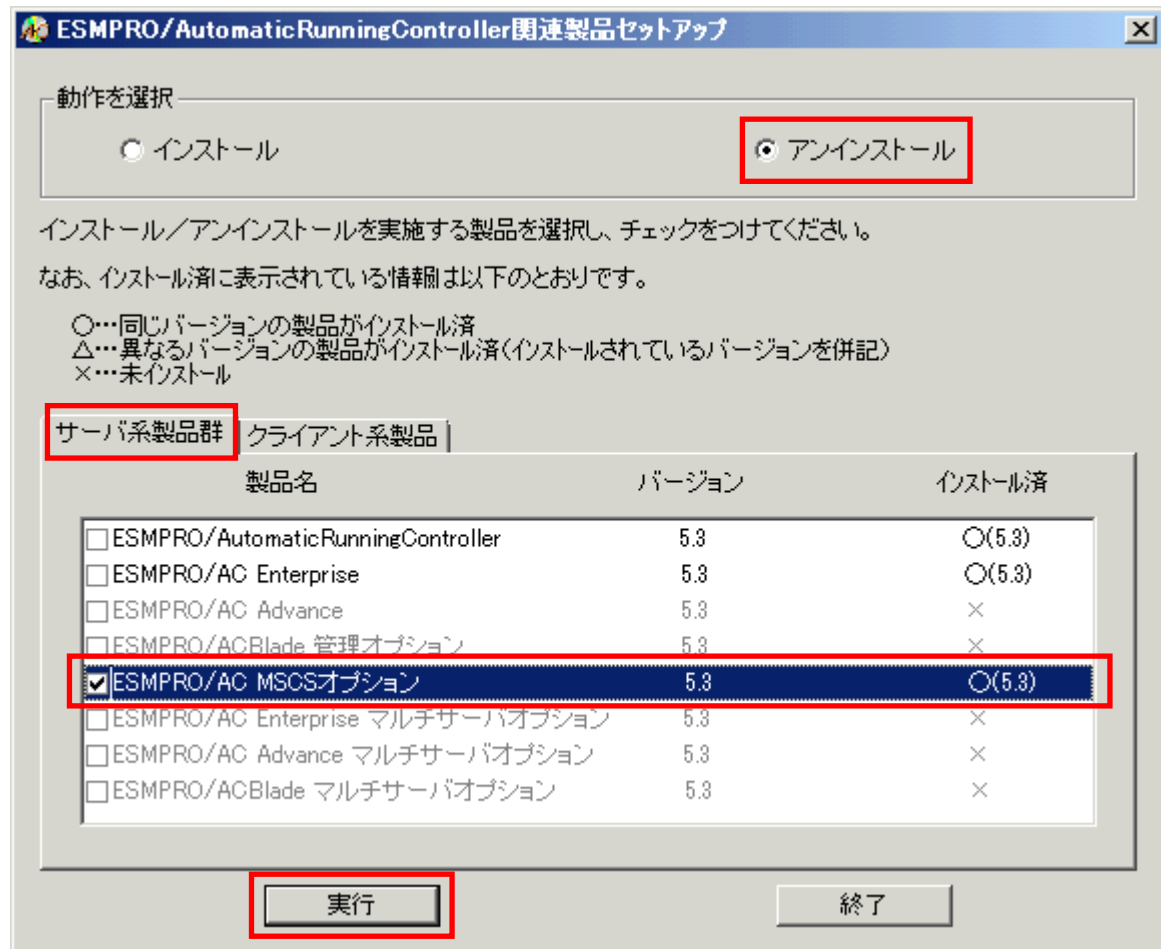 ESMPRO/AutomaticRunningController関連製品セットアップ
動作を選択
インストール アンインストール
インストール／アンインストールを実施する製品を選択し、チェックをつけてください。
なお、インストール済に表示されている情報は以下のとおりです。
○…同じバージョンの製品がインストール済
△…異なるバージョンの製品がインストール済(インストールされているバージョンを併記)
×…未インストール
サーバ系製品群 クライアント系製品
製品名 バージョン インストール済
ESMPRO/AutomaticRunningController 5.3 ○(5.3)
ESMPRO/AC Enterprise 5.3 ○(5.3)
ESMPRO/AC Advance 5.3 ×
ESMPRO/ACBlade 管理オプション 5.3 ×
ESMPRO/AC MSCSオプション 5.3 ○(5.3)
ESMPRO/AC Enterprise マルチサーバオプション 5.3 ×
ESMPRO/AC Advance マルチサーバオプション 5.3 ×
ESMPRO/ACBlade マルチサーバオプション 5.3 ×
実行 終了